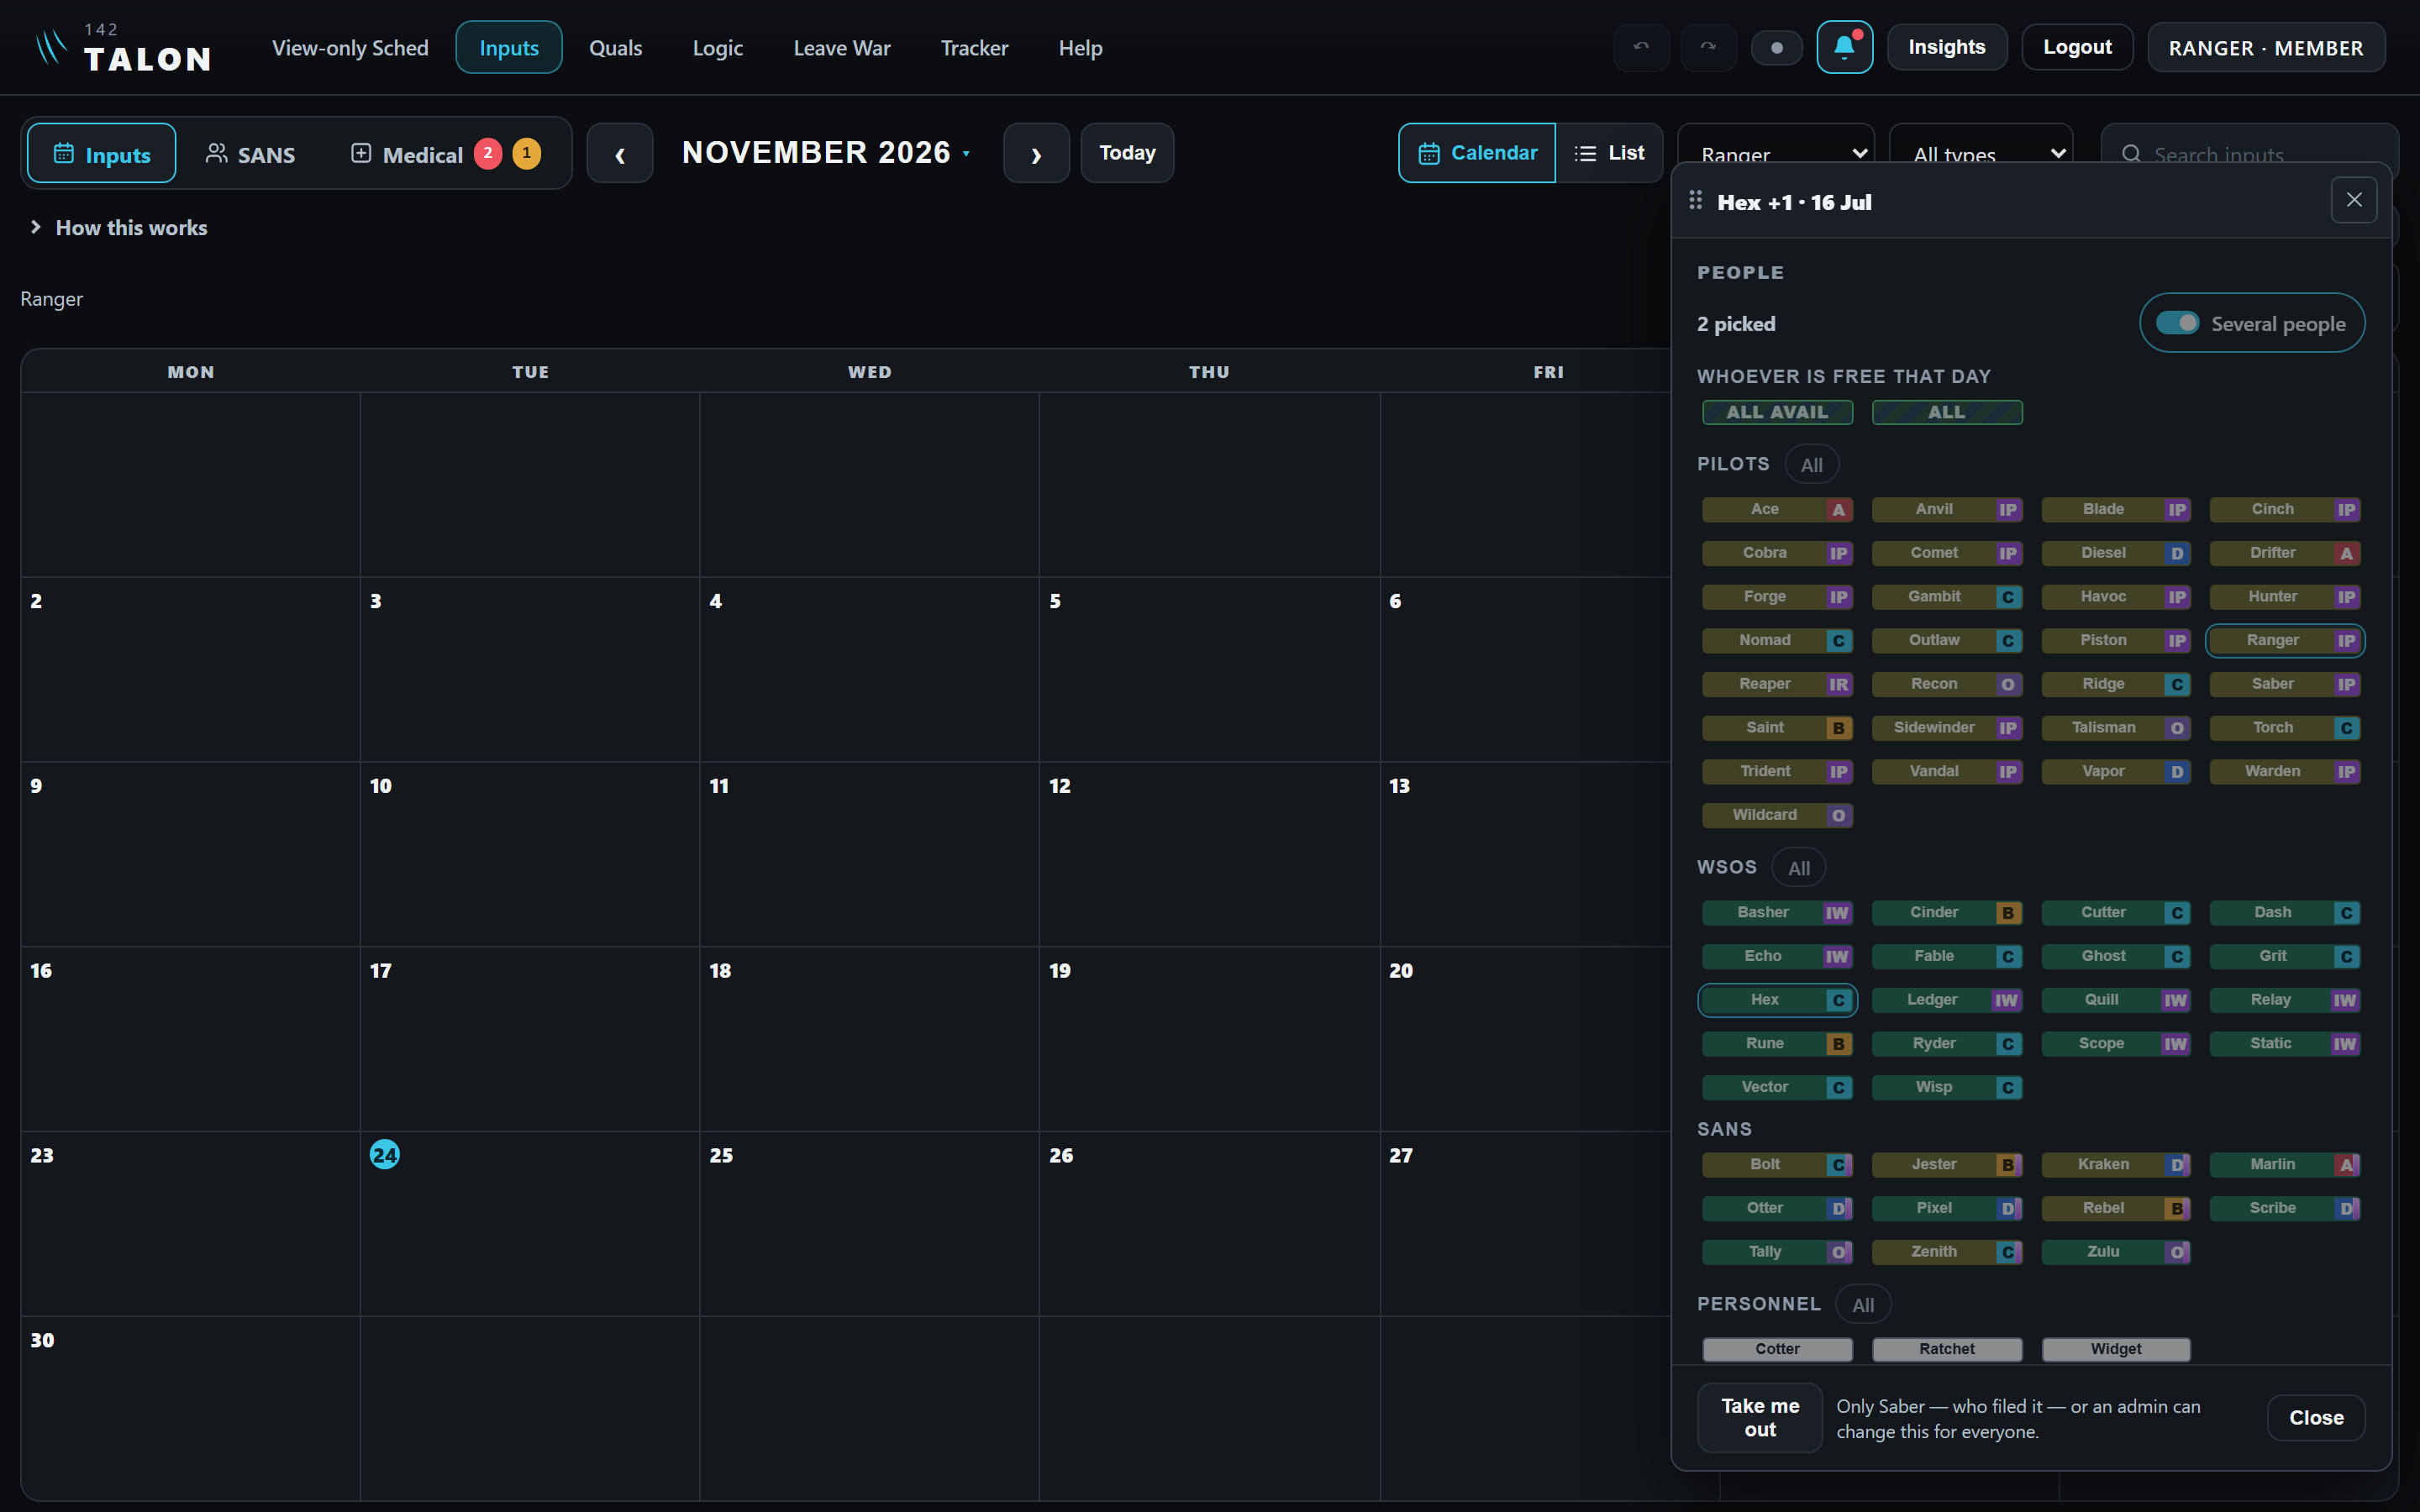 142
TALON
View-only Sched
Inputs
Quals
Logic
Leave War
Tracker
Help
Insights
Logout
RANGER · MEMBER
Inputs
SANS
Medical 2 1
NOVEMBER 2026
Today
Calendar
List
Ranger
All types
Search inputs
How this works
Ranger
MON TUE WED THU FRI
2 3 4 5 6
9 10 11 12 13
16 17 18 19 20
23 24 25 26 27
30
Hex +1 · 16 Jul
PEOPLE
2 picked
Several people
WHOEVER IS FREE THAT DAY
ALL AVAIL ALL
PILOTS All
Ace A Anvil IP Blade IP Cinch IP
Cobra IP Comet IP Diesel D Drifter A
Forge IP Gambit C Havoc IP Hunter IP
Nomad C Outlaw C Piston IP Ranger IP
Reaper IR Recon O Ridge C Saber IP
Saint B Sidewinder IP Talisman O Torch C
Trident IP Vandal IP Vapor D Warden IP
Wildcard O
WSOS All
Basher IW Cinder B Cutter C Dash C
Echo IW Fable C Ghost C Grit C
Hex C Ledger IW Quill IW Relay IW
Rune B Ryder C Scope IW Static IW
Vector C Wisp C
SANS
Bolt C Jester B Kraken D Marlin A
Otter D Pixel D Rebel B Scribe D
Tally O Zenith C Zulu O
PERSONNEL All
Cotter Ratchet Widget
Take me out
Only Saber — who filed it — or an admin can
change this for everyone.
Close